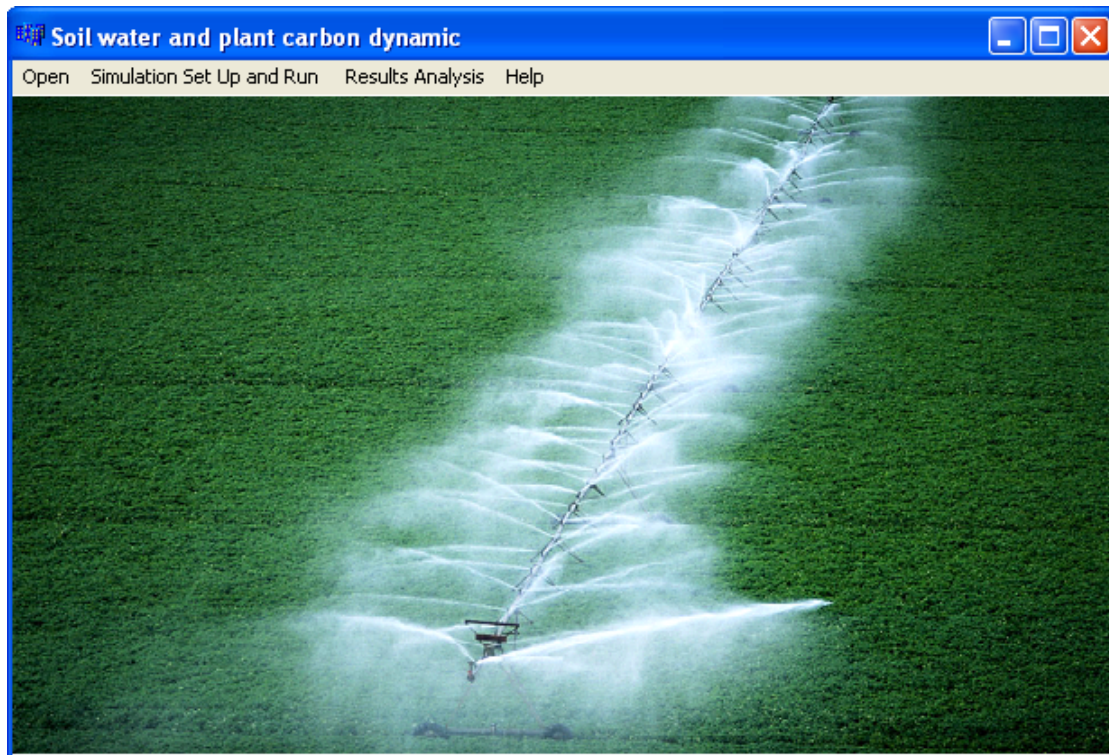 Soil water and plant carbon dynamic
Open Simulation Set Up and Run Results Analysis Help